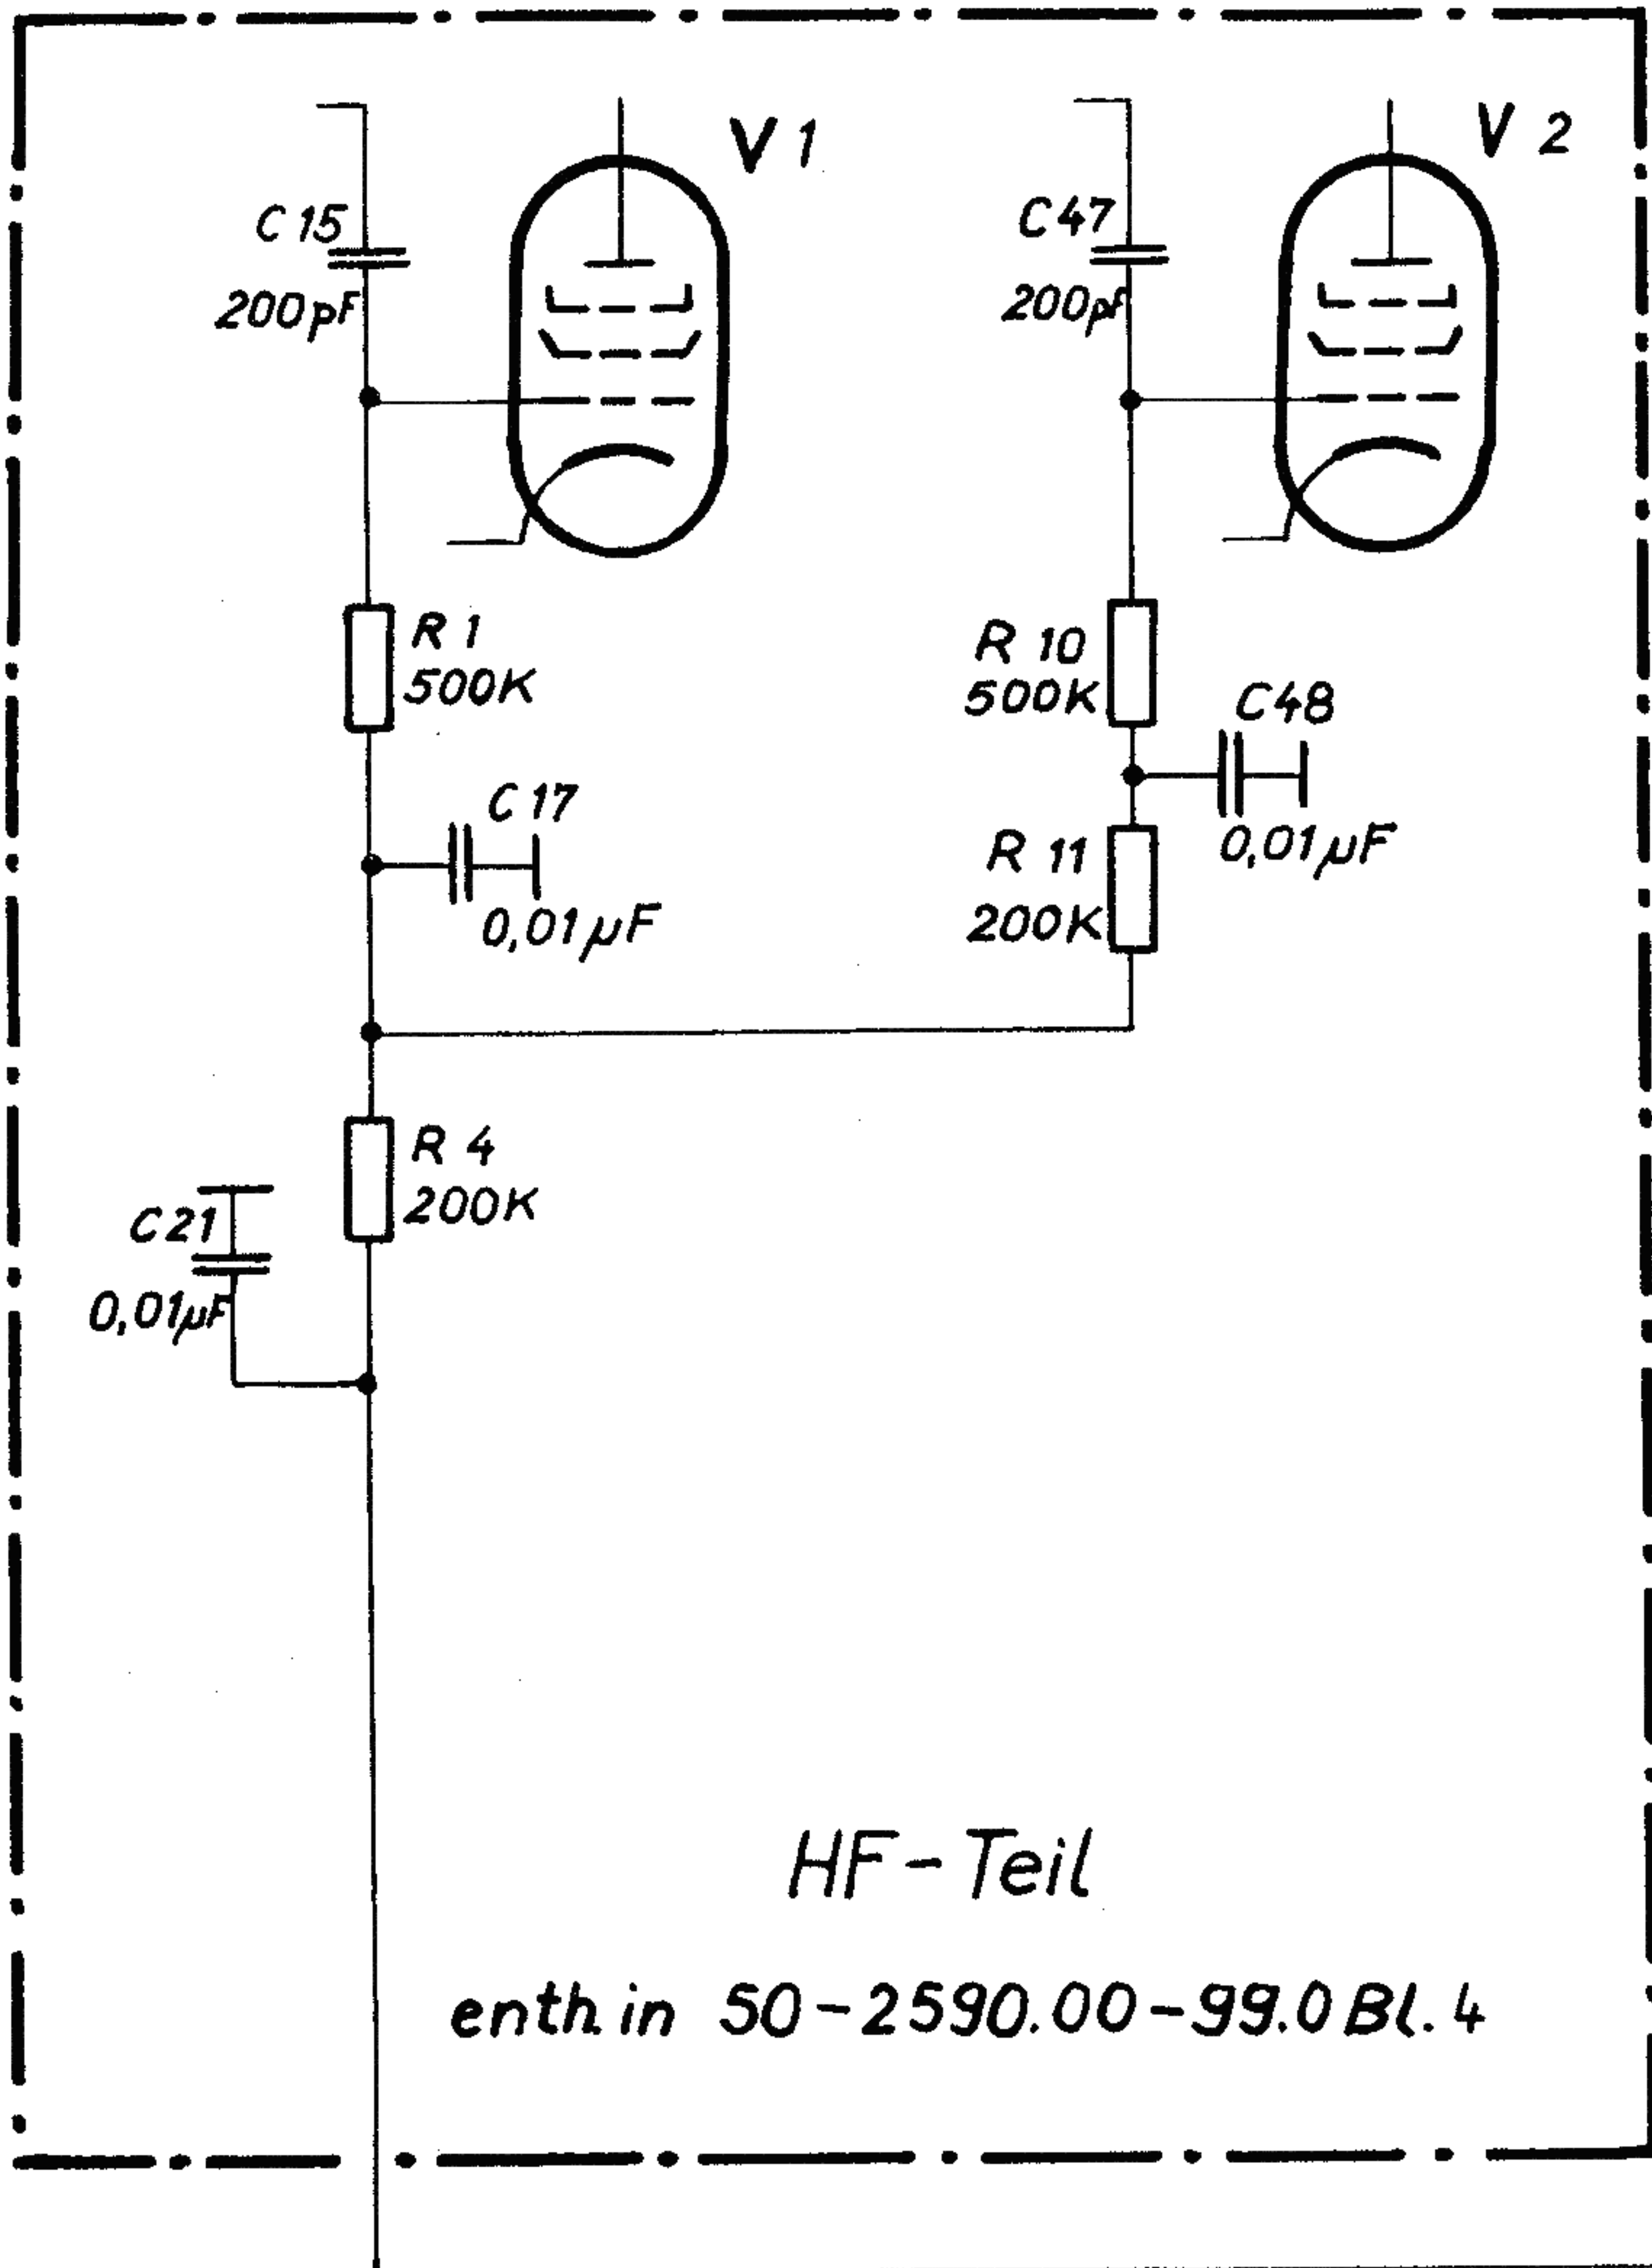 V 1
V 2
C 15
200pF
C47
200pF
R 1
500K
R 10
500K
C48
0,01µF
C 17
0,01µF
R 11
200K
R 4
200K
C21
0,01µF
HF-Teil
enth. in 50-2590.00-99.0 Bl. 4